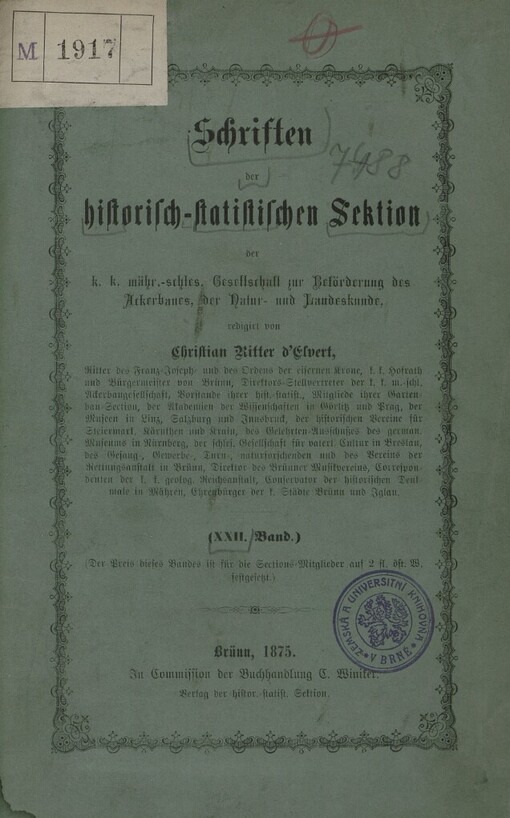 M 1917
7488
Schriften
der
historisch-statistischen Sektion
der
k. k. mähr.-schles. Gesellschaft zur Beförderung des
Ackerbaues, der Natur- und Landeskunde,
redigirt von
Christian Ritter d'Elvert,
Ritter des Franz-Joseph- und des Ordens der eisernen Krone, k. k. Hofrath
und Bürgermeister von Brünn, Direktors-Stellvertreter der k. k. m.-schl.
Ackerbaugesellschaft, Vorstande ihrer hist.-statist., Mitgliede ihrer Garten
bau-Section, der Akademien der Wissenschaften in Görlitz und Prag, der
Museen in Linz, Salzburg und Innsbruck, der historischen Vereine für
Steiermark, Kärnthen und Krain, des Gelehrten-Ausschusses des german.
Museums in Nürnberg, der schles. Gesellschaft für vaterl. Cultur in Breslau,
des Gesang-, Gewerbe-, Turn-, naturforschenden und des Vereins der
Rettungsanstalt in Brünn, Direktor des Brünner Musikvereins, Correspon-
denten der k. k. geolog. Reichsanstalt, Conservator der historischen Denk-
male in Mähren, Ehrenbürger der k. Städte Brünn und Iglau.
(XXII. Band.)
(Der Preis dieses Bandes ist für die Sections-Mitglieder auf 2 fl. öst. W.
festgesetzt.)
ZEMSKÁ A UNIVERSITNÍ KNIHOVNA
V BRNĚ
Brünn, 1875.
In Commission der Buchhandlung C. Winiker.
Verlag der histor.-statist. Sektion.